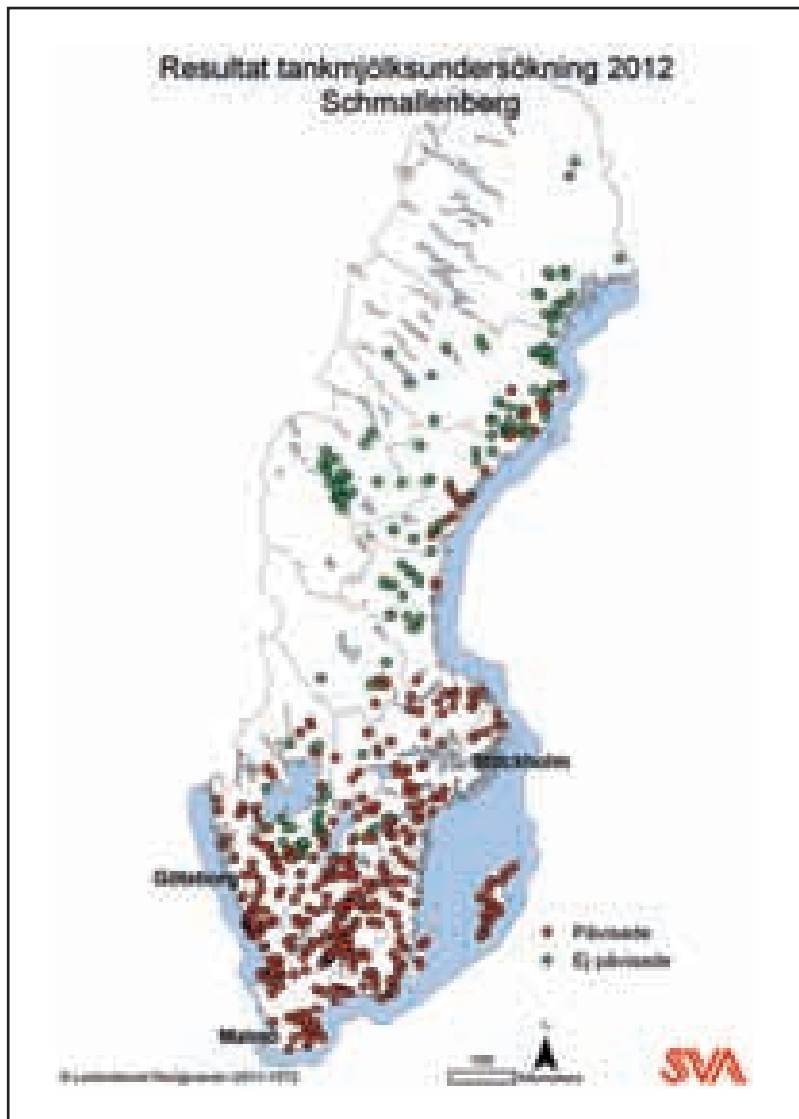 Resultat tankmjölksundersökning 2012
Schmallenberg
Stockholm
Göteborg
Påvisade
Ej påvisade
Malmö
SVA